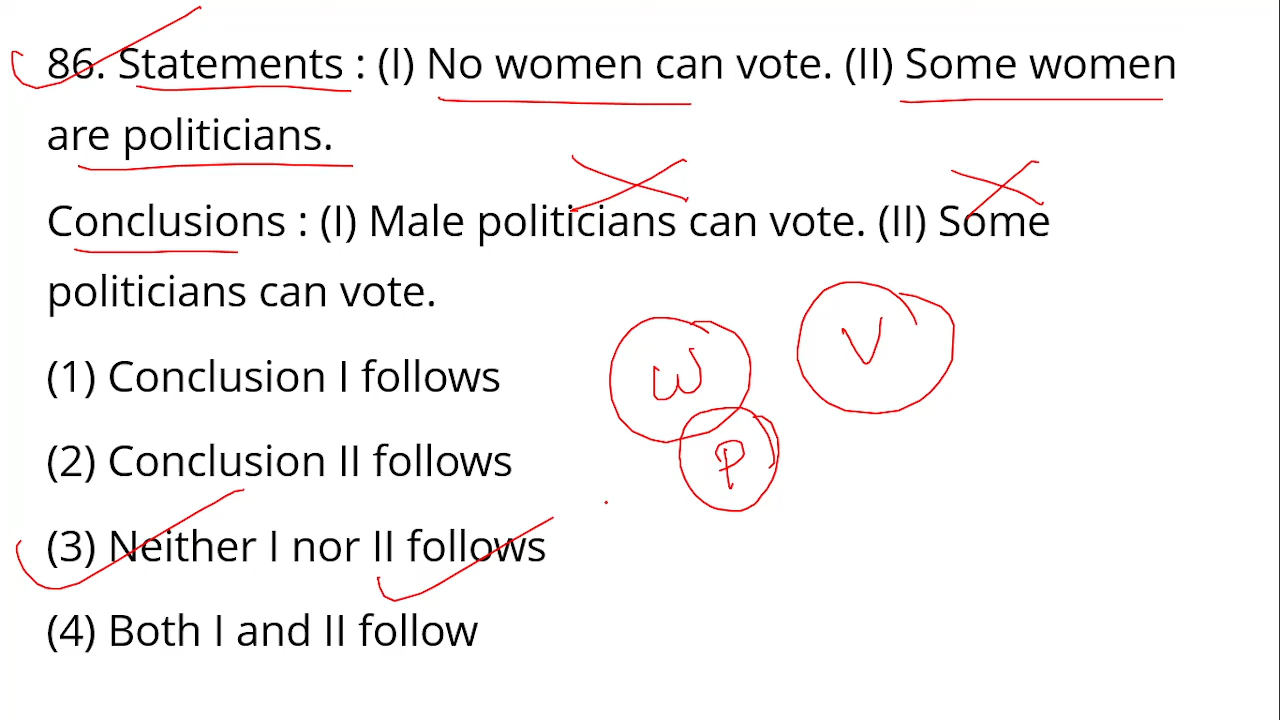 86. Statements : (I) No women can vote. (II) Some women
are politicians.
Conclusions : (I) Male politicians can vote. (II) Some
politicians can vote.
(1) Conclusion I follows
W V
(2) Conclusion II follows
P
(3) Neither I nor II follows
(4) Both I and II follow